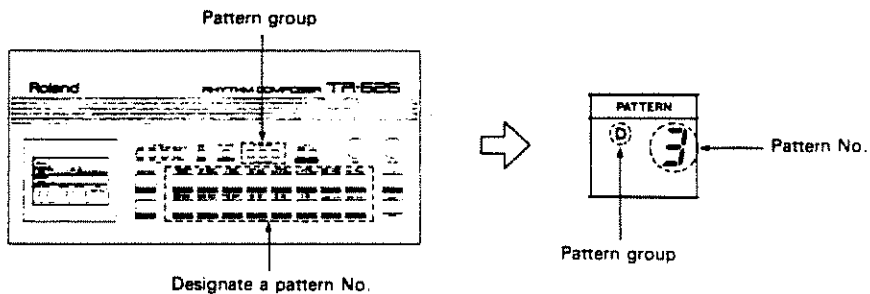 Pattern group
Roland
RHYTHM COMPOSER TR-626
PATTERN
D 3
Pattern No.
Pattern group
Designate a pattern No.